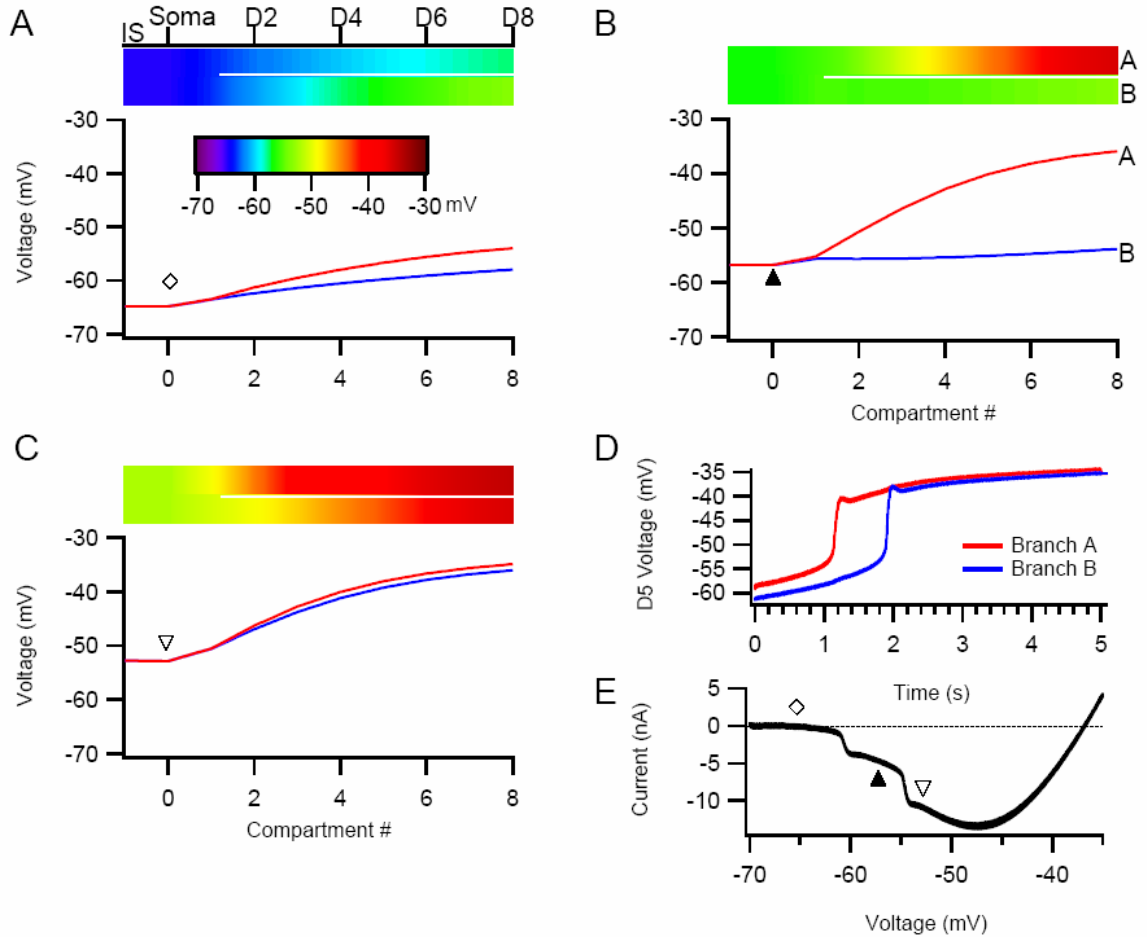 A
IS Soma D2 D4 D6 D8
-30
-40
-50
-60
-70
Voltage (mV)
-70 -60 -50 -40 -30 mV
0 2 4 6 8
B
A
B
-30
-40
-50
-60
-70
A
B
0 2 4 6 8
Compartment #
C
-30
-40
-50
-60
-70
Voltage (mV)
0 2 4 6 8
Compartment #
D
D5 Voltage (mV)
-35
-40
-45
-50
-55
-60
Branch A
Branch B
0 1 2 3 4 5
Time (s)
E
Current (nA)
5
0
-5
-10
-70 -60 -50 -40
Voltage (mV)